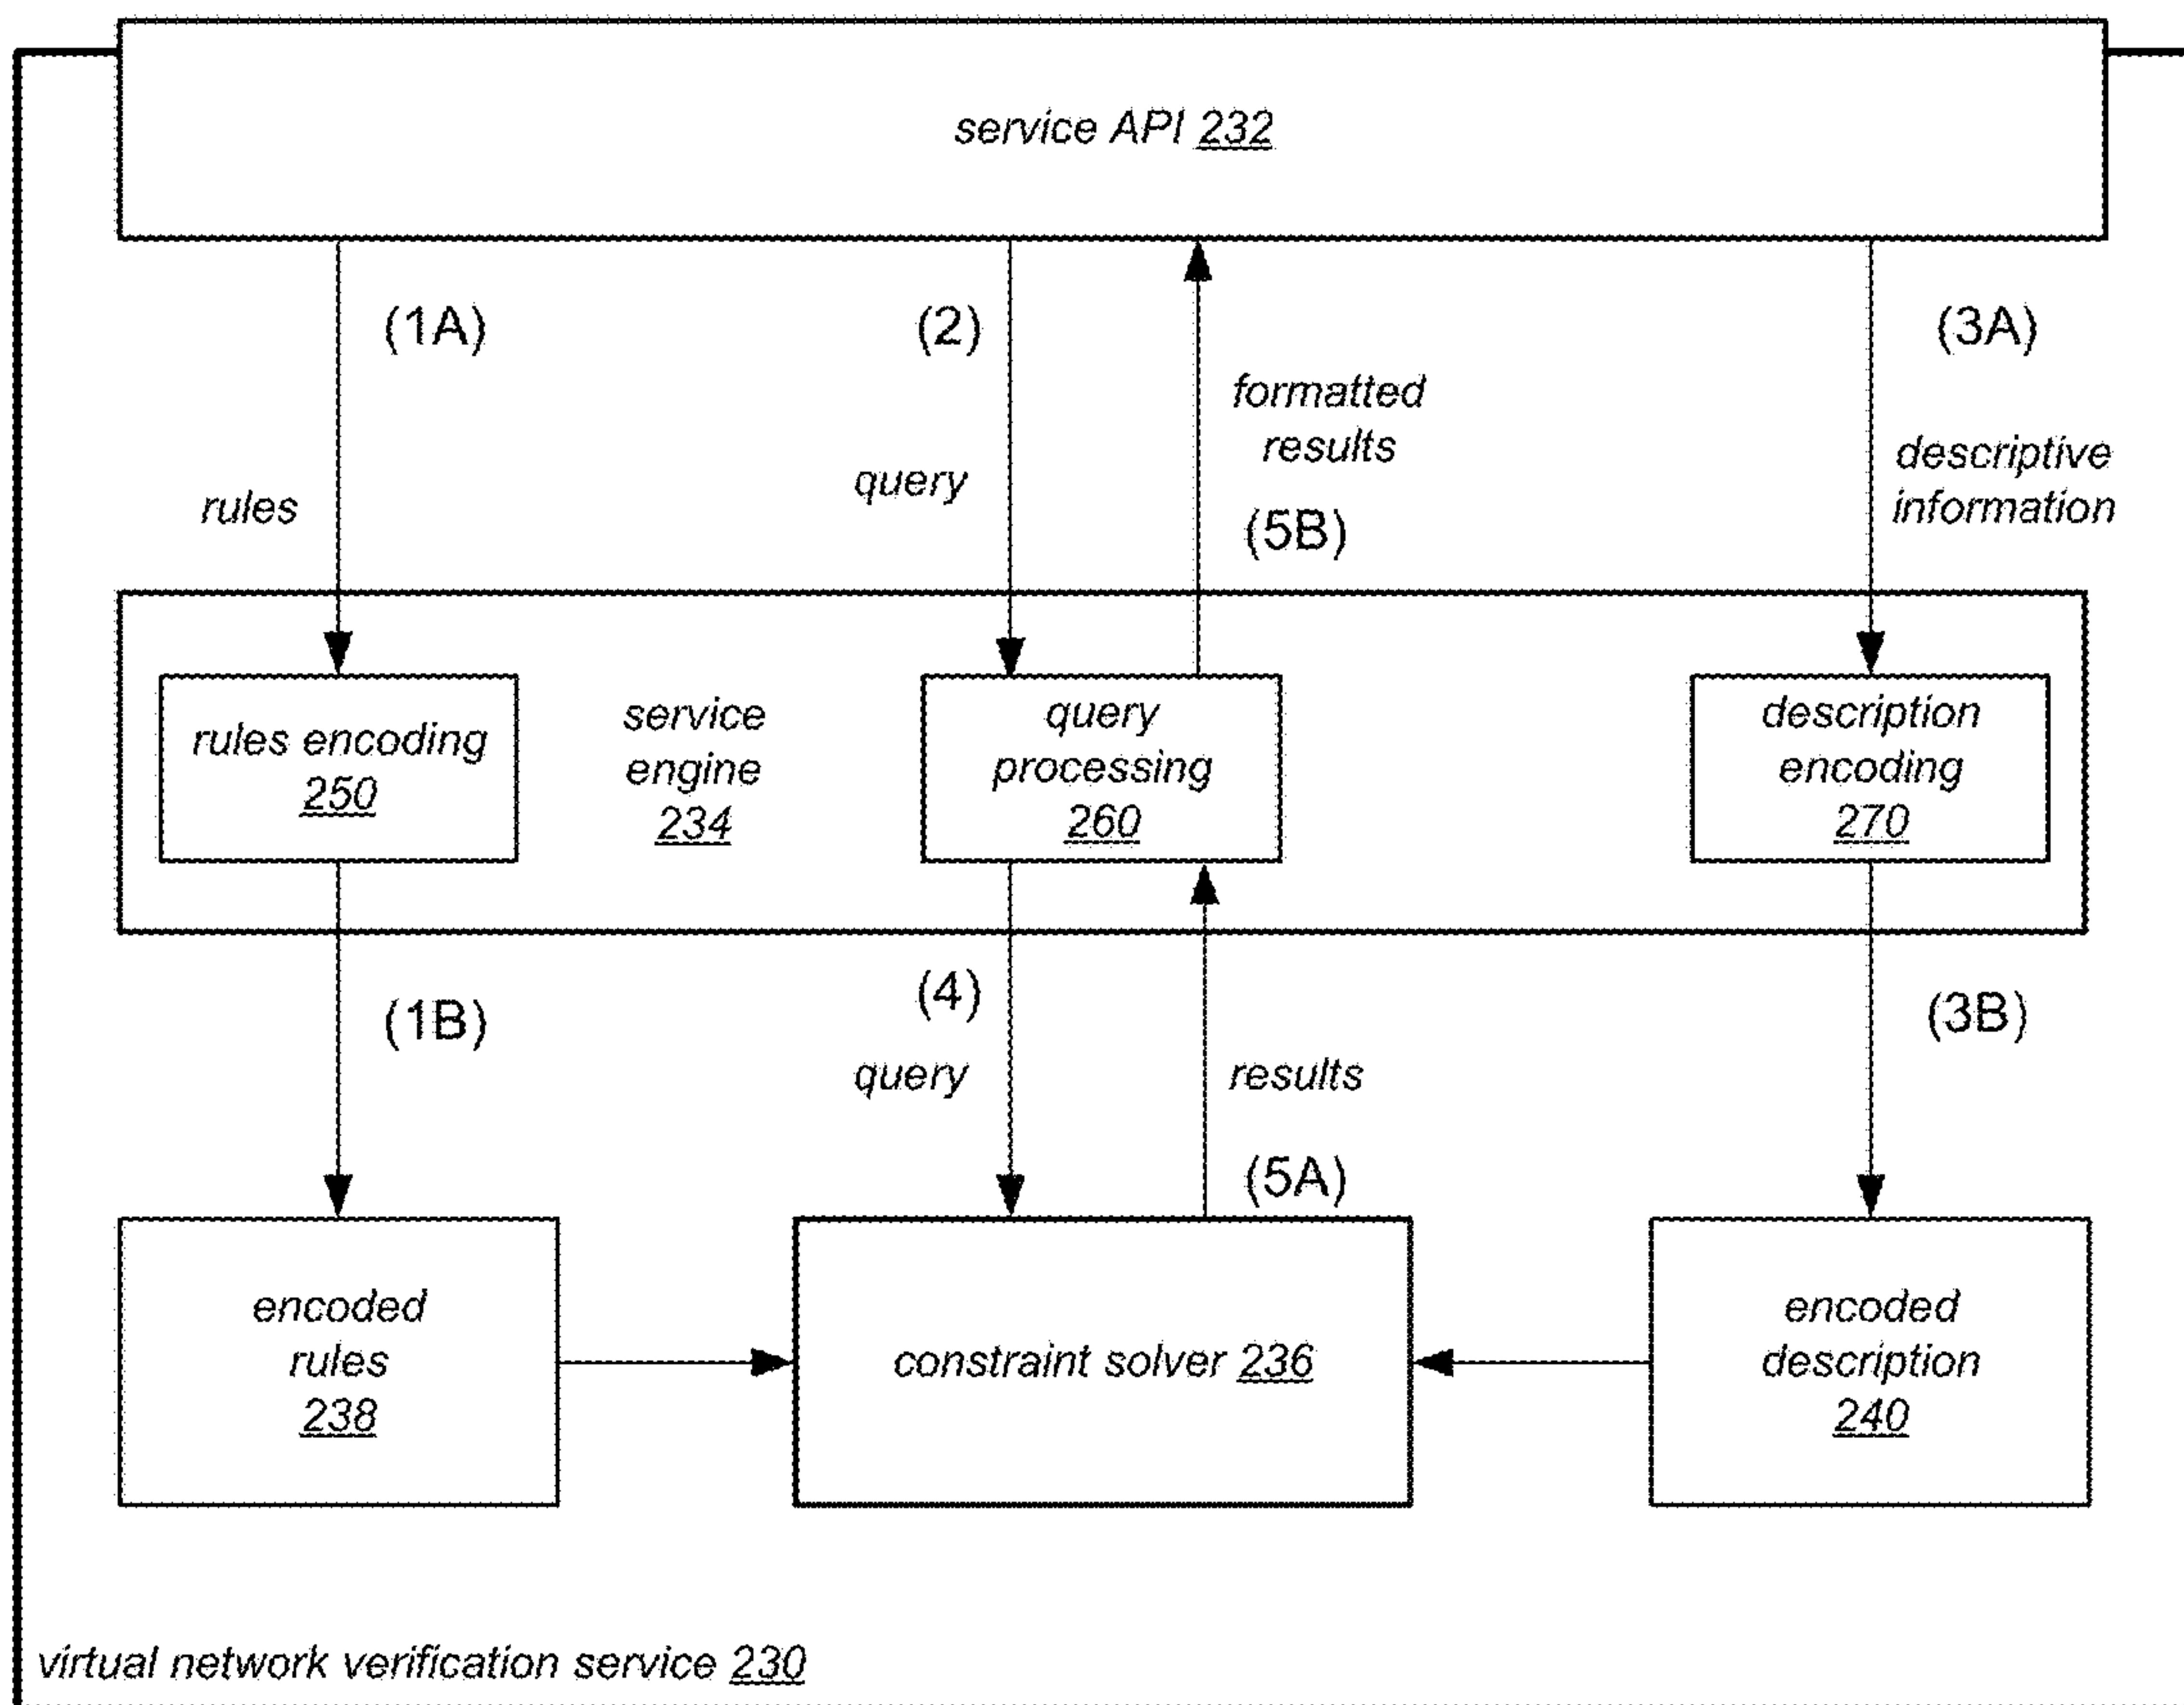 service API 232
(1A)
(2)
(3A)
formatted
results
descriptive
information
query
rules
(5B)
rules encoding
250
service
engine
234
query
processing
260
description
encoding
270
(1B)
(4)
(3B)
query
results
(5A)
encoded
rules
238
constraint solver 236
encoded
description
240
virtual network verification service 230